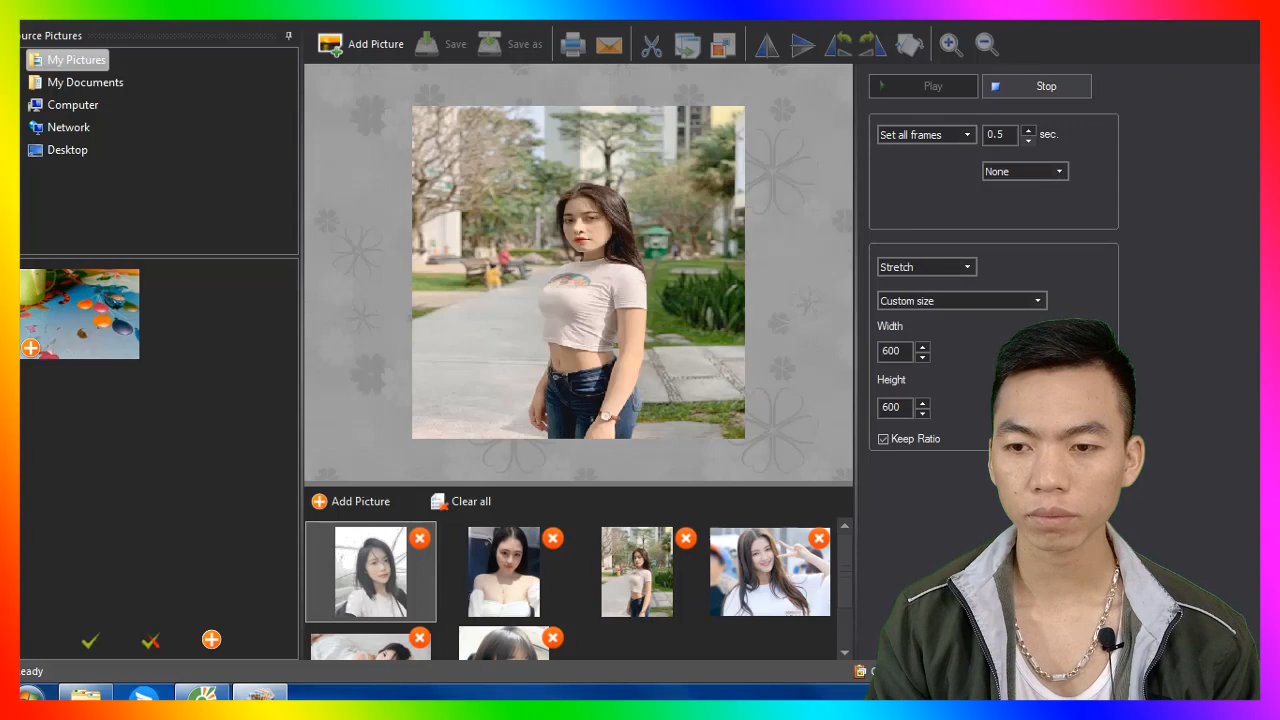 urce Pictures
My Pictures
My Documents
Computer
Network
Desktop
eady
Add Picture
Save
Save as
Add Picture
Clear all
Play
Stop
Set all frames
0.5
sec.
None
Stretch
Custom size
Width
600
Height
600
Keep Ratio